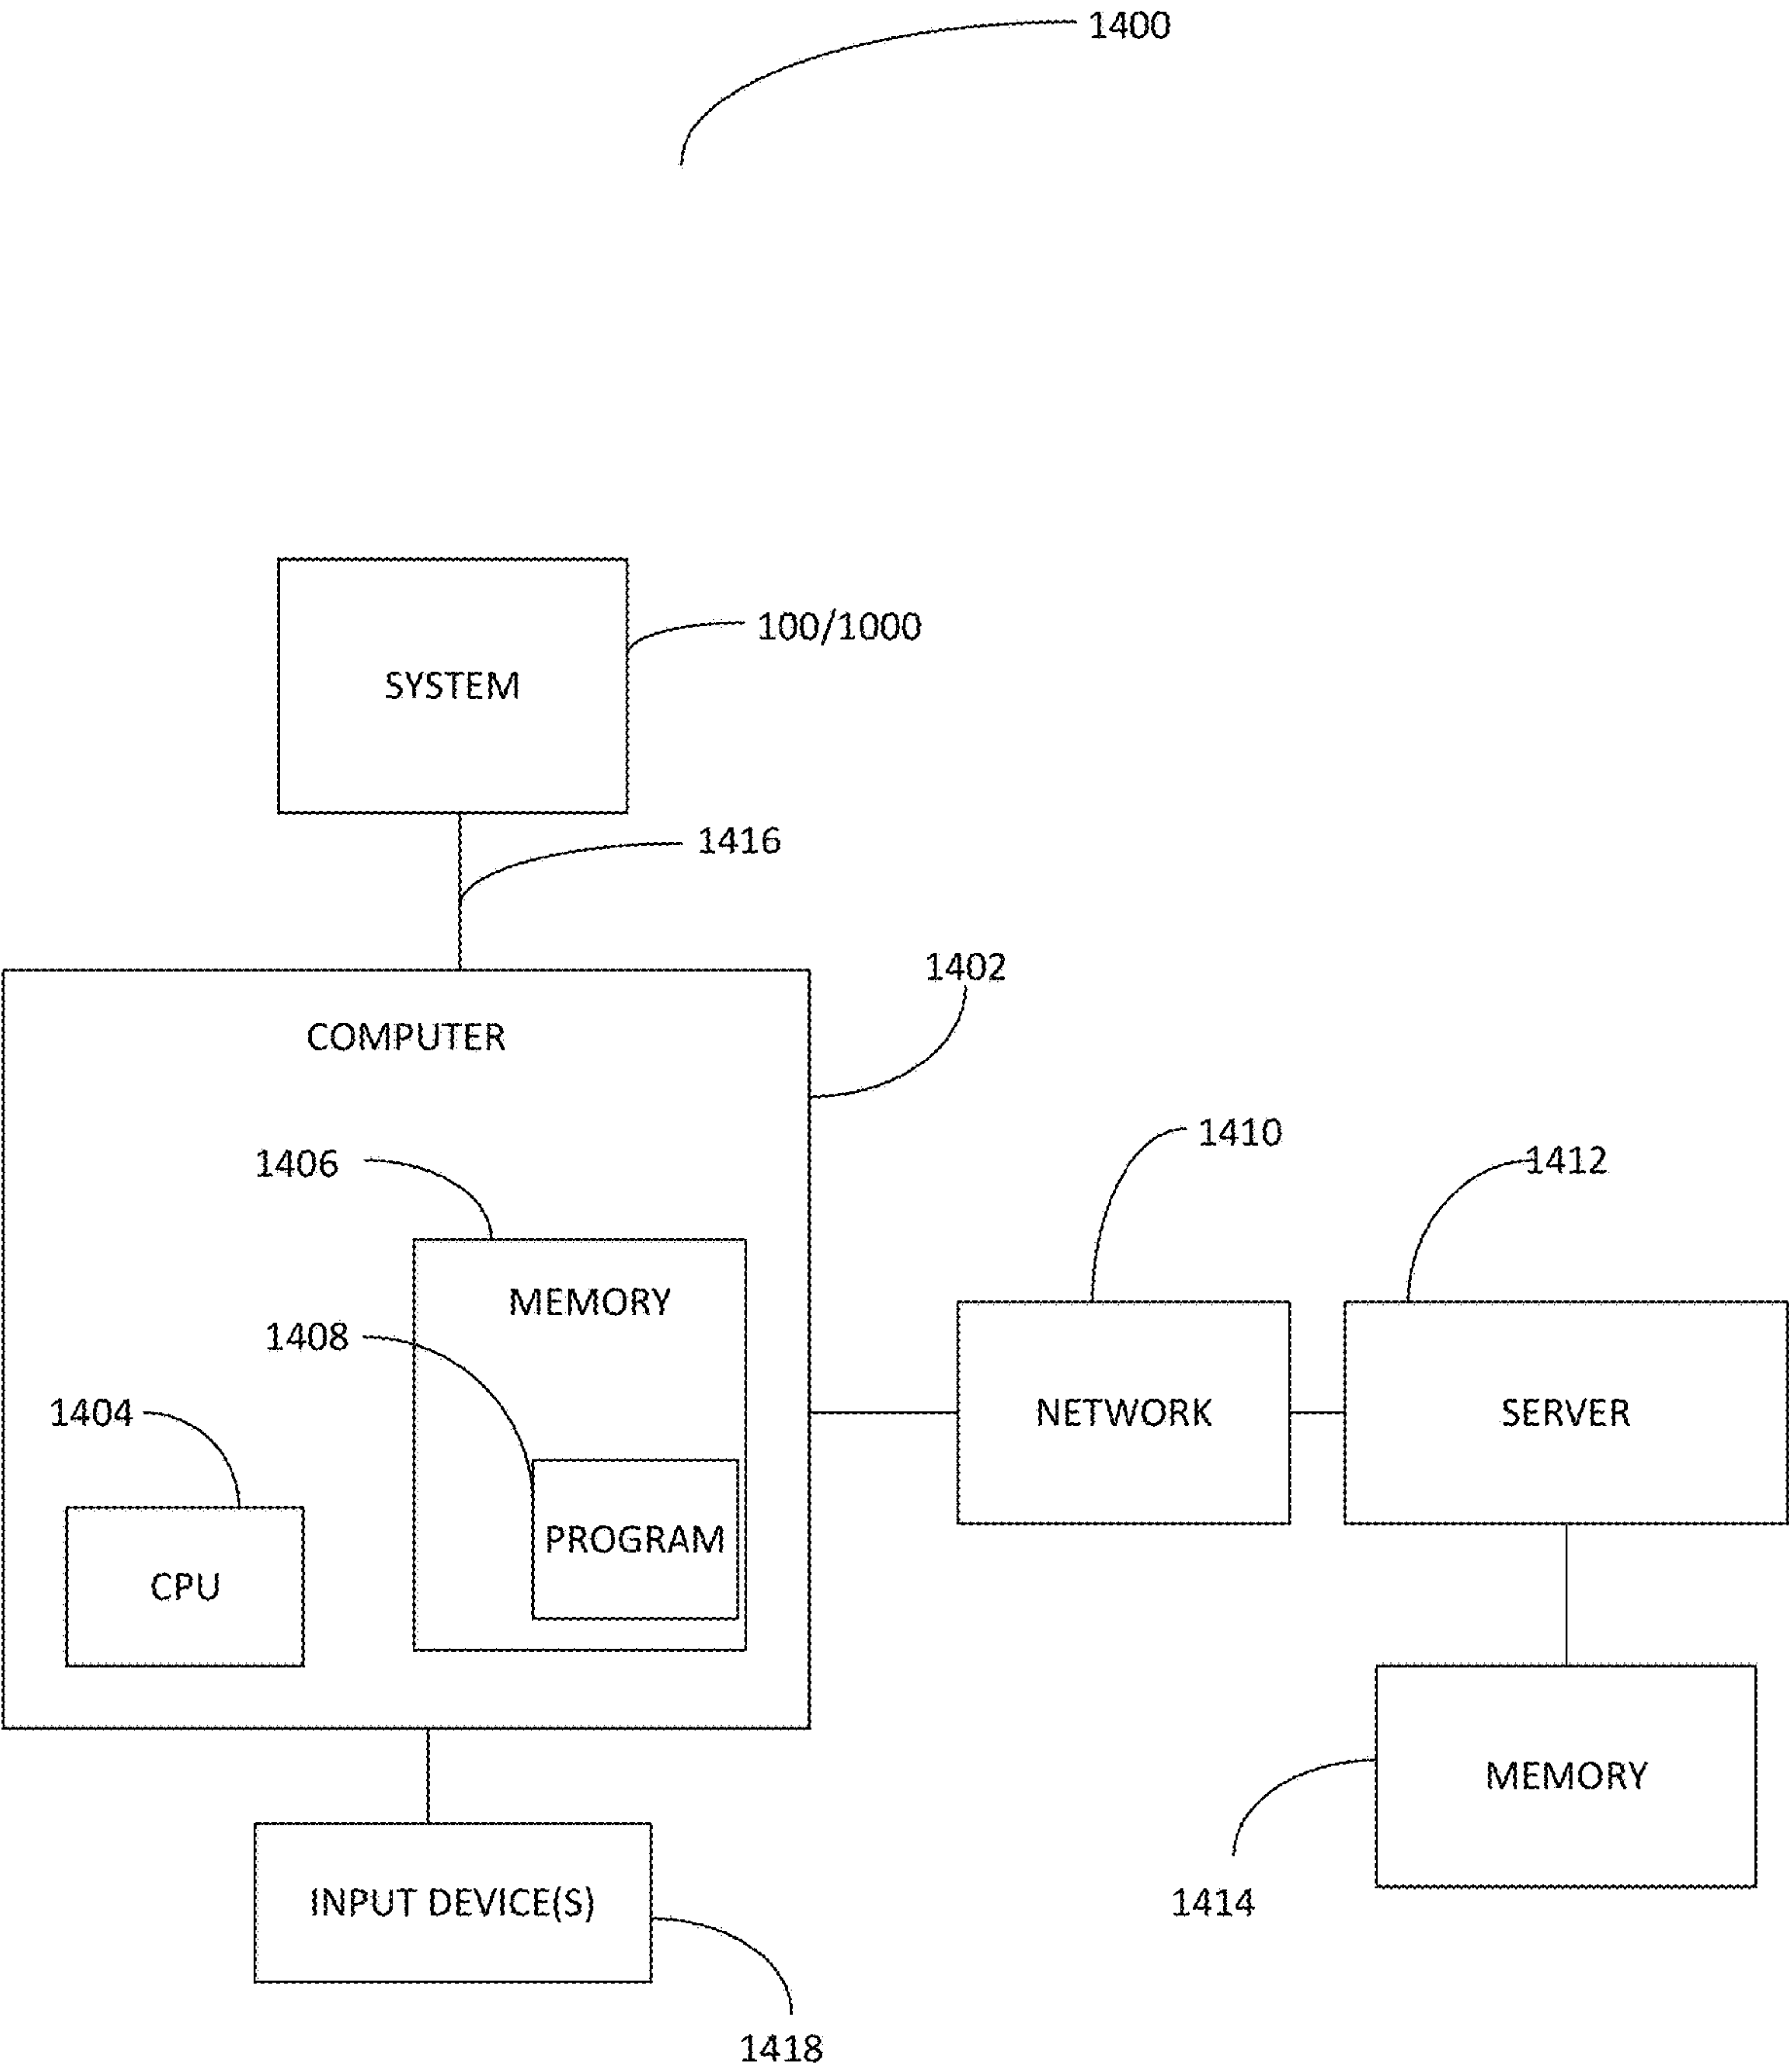 1400
100/1000
SYSTEM
1416
1402
COMPUTER
1410
1406
1412
MEMORY
1408
1404
NETWORK
SERVER
PROGRAM
CPU
MEMORY
INPUT DEVICE(S)
1414
1418